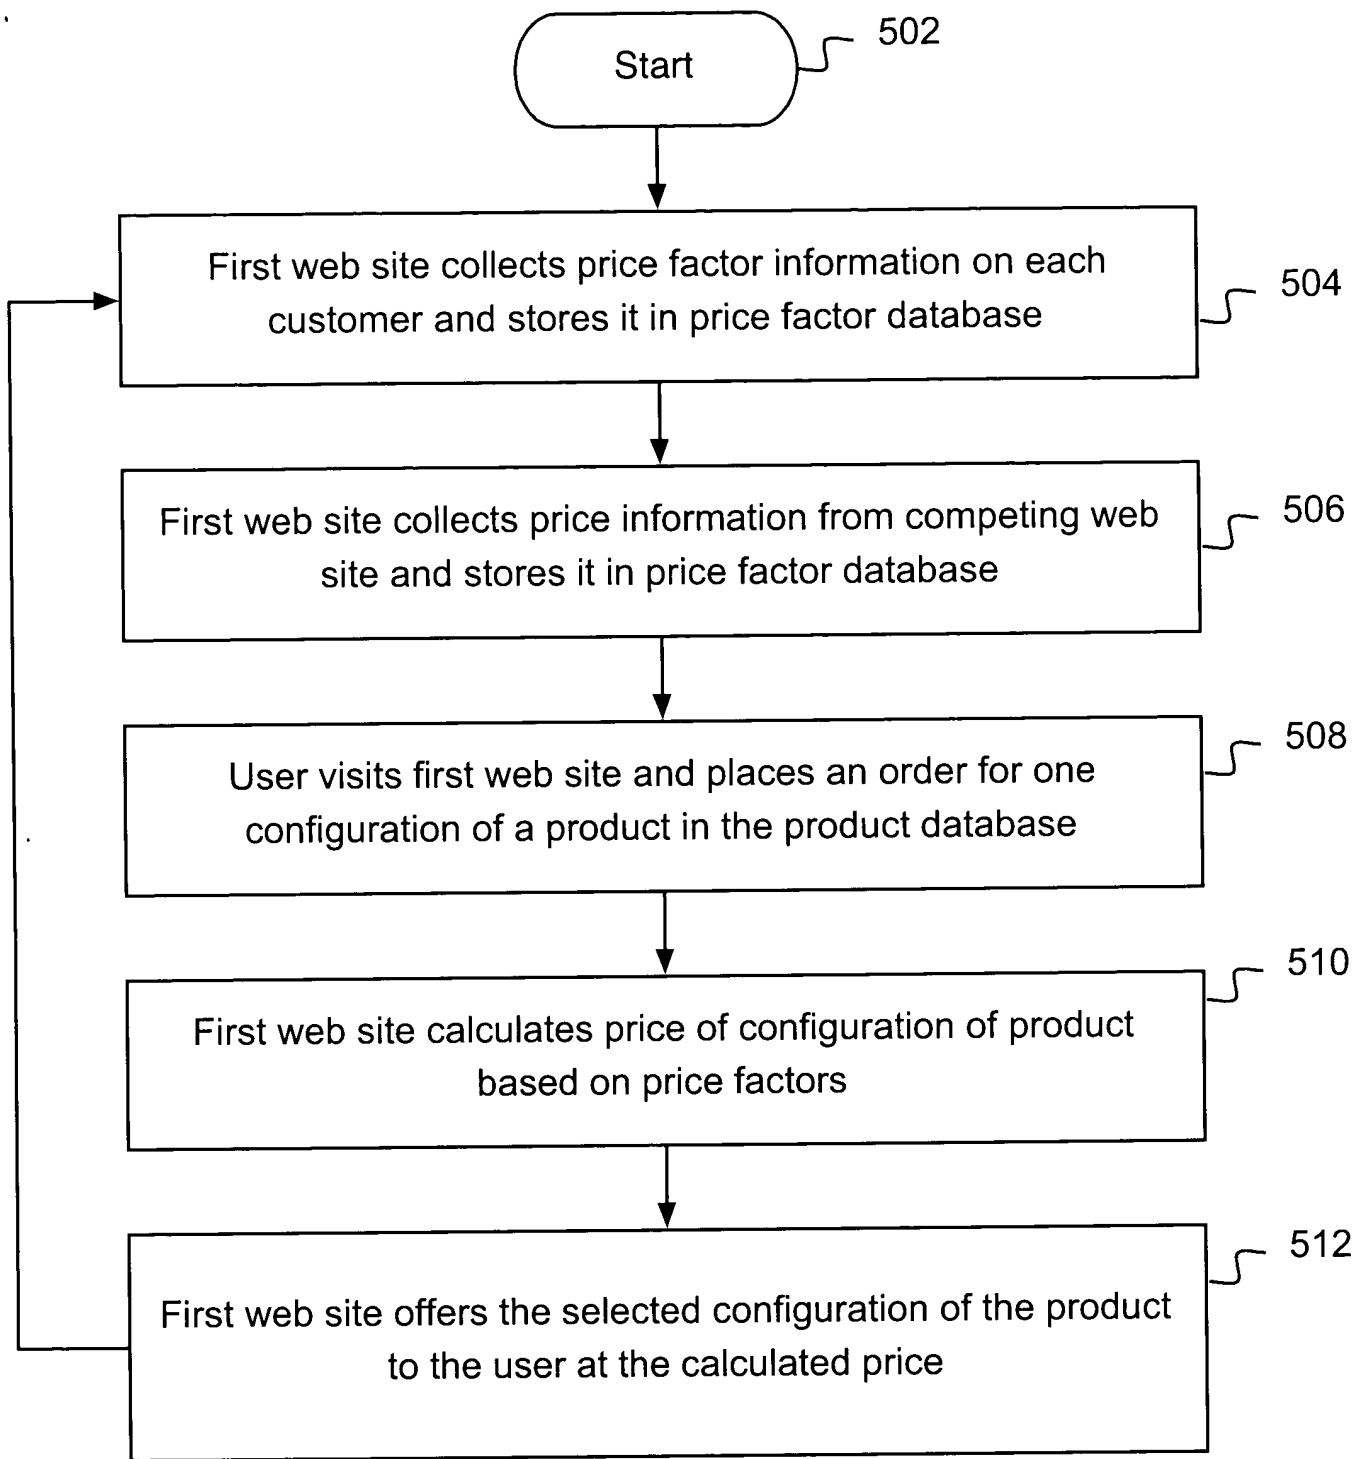 502
Start
First web site collects price factor information on each
customer and stores it in price factor database
504
First web site collects price information from competing web
site and stores it in price factor database
506
User visits first web site and places an order for one
configuration of a product in the product database
508
First web site calculates price of configuration of product
based on price factors
510
First web site offers the selected configuration of the product
to the user at the calculated price
512